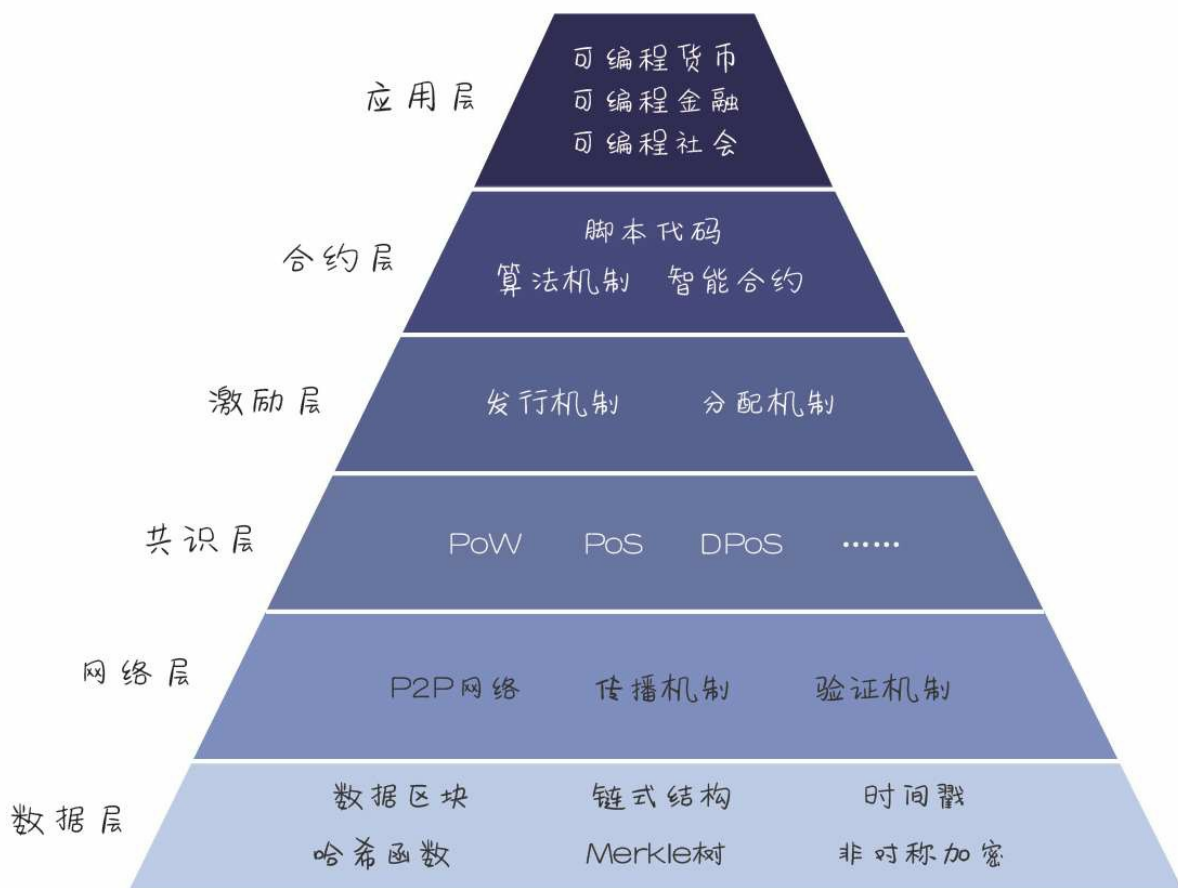 可编程货币
应用层 可编程金融
可编程社会
脚本代码
合约层 算法机制 智能合约
激励层 发行机制 分配机制
共识层 PoW PoS DPoS ……
网络层 P2P网络 传播机制 验证机制
数据区块 链式结构 时间戳
数据层
哈希函数 Merkle树 非对称加密